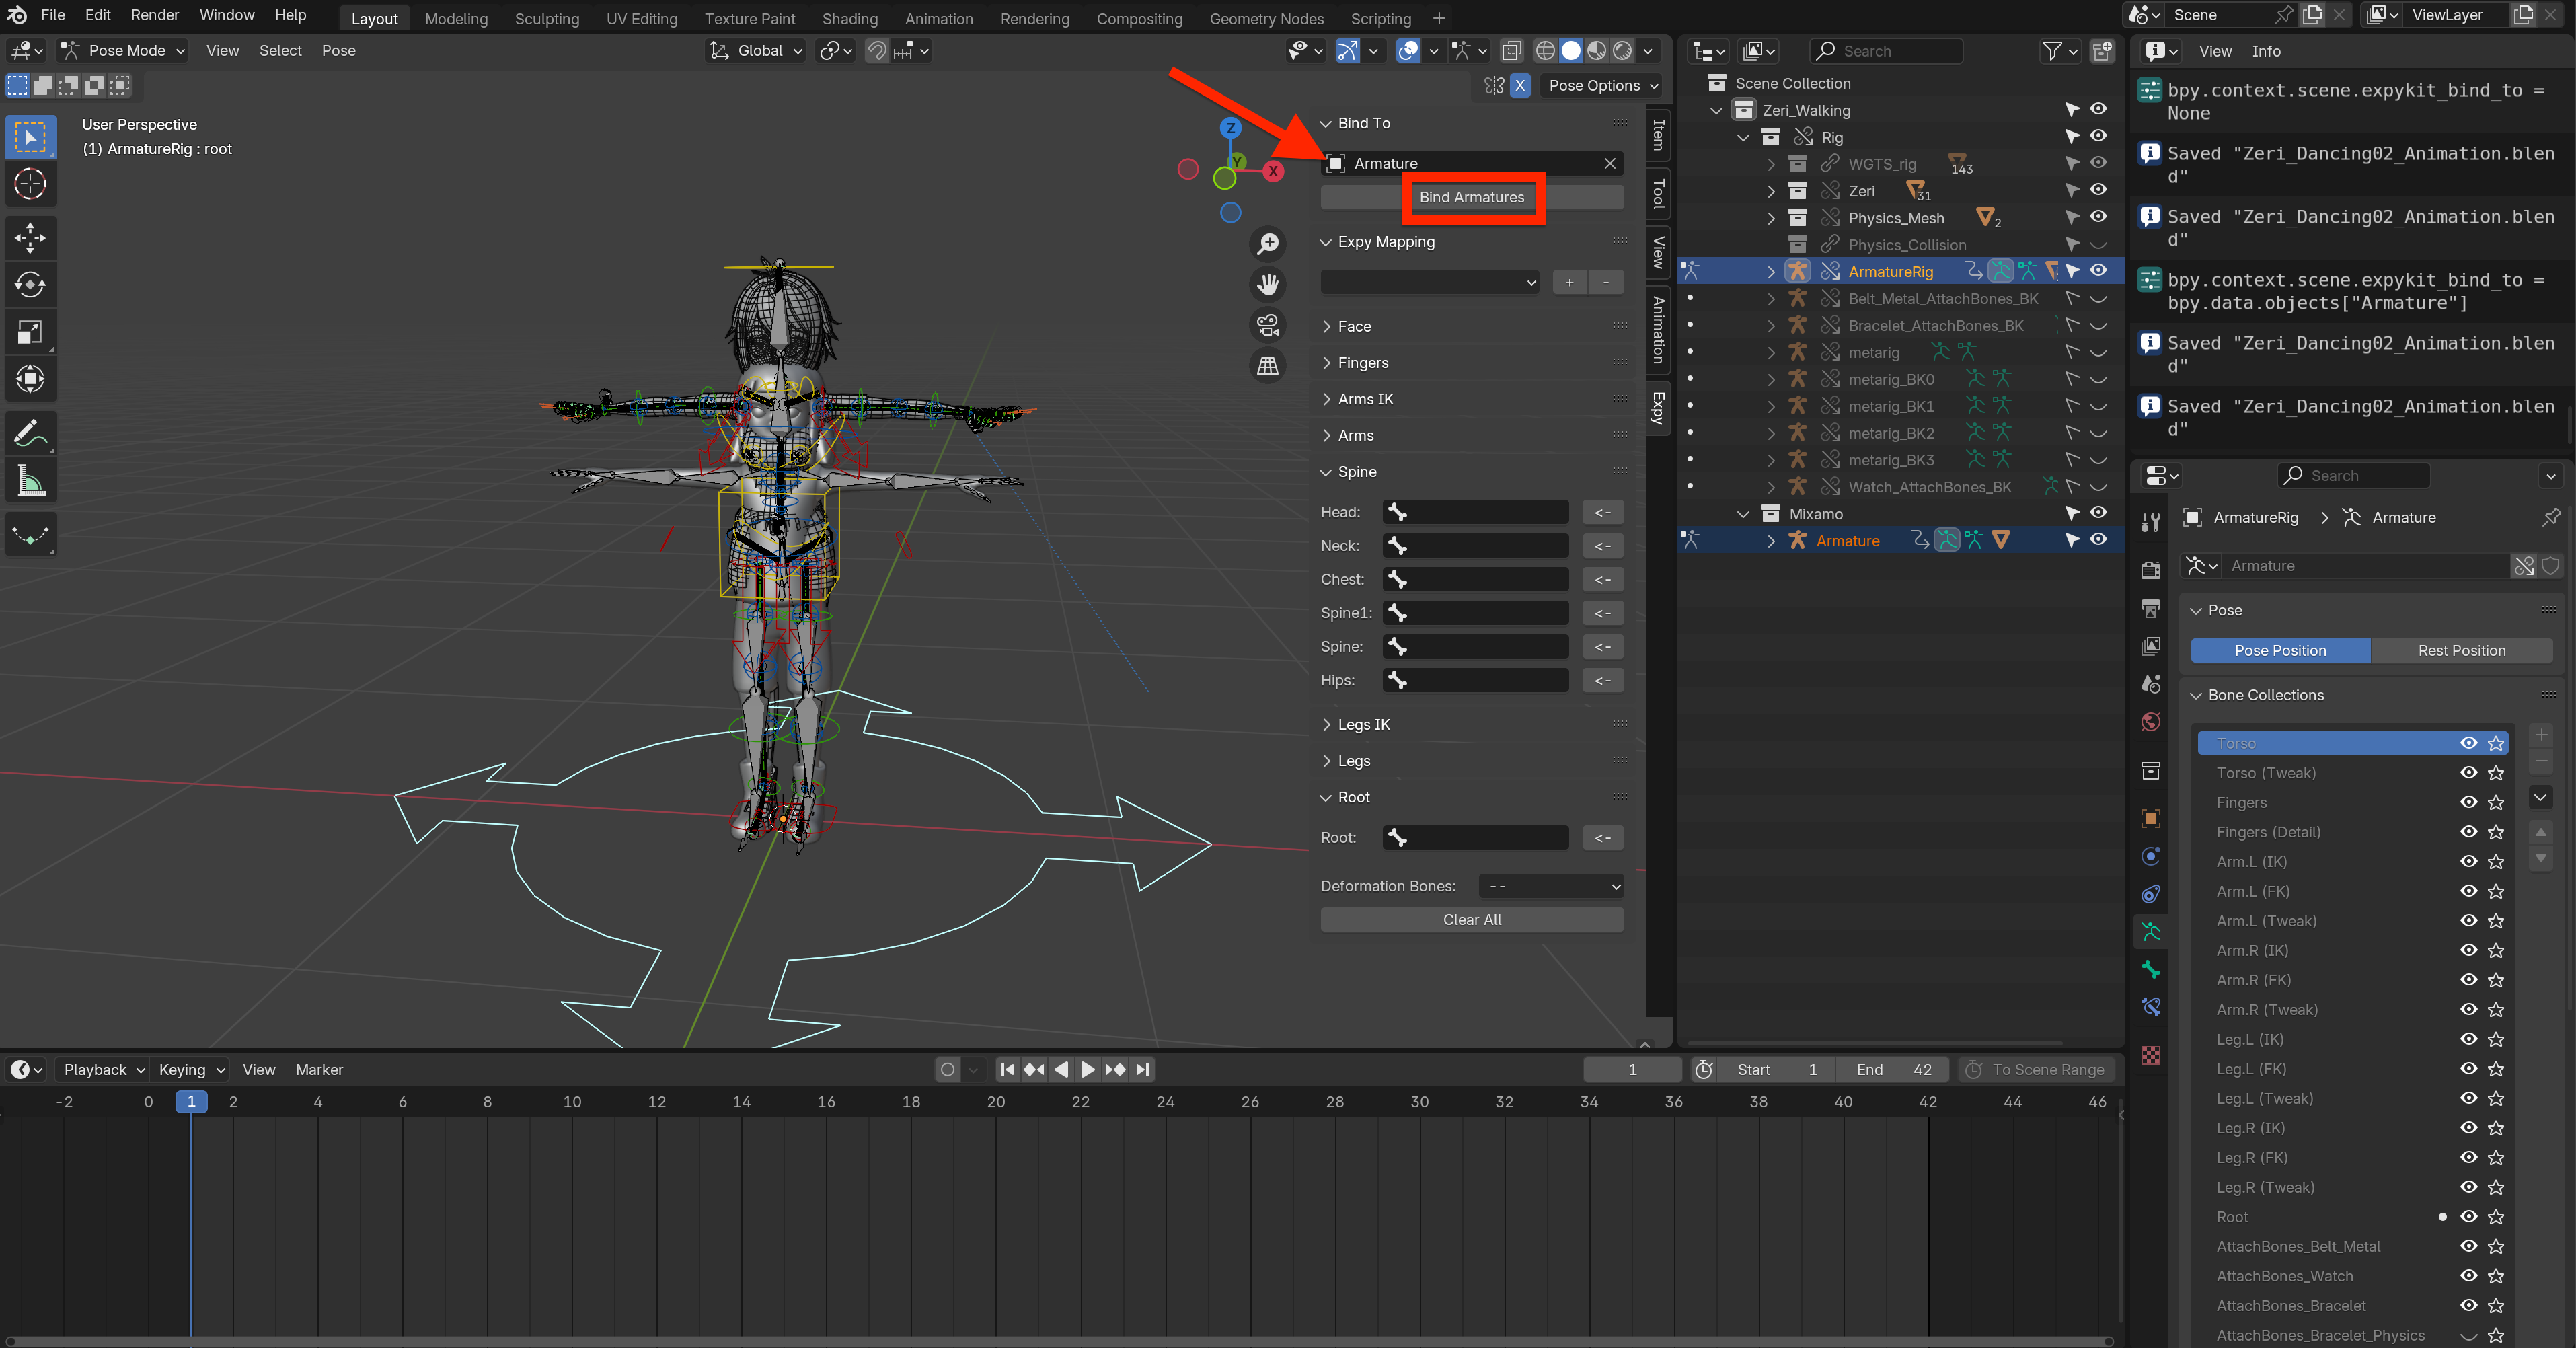 File Edit Render Window Help
Layout Modeling Sculpting UV Editing Texture Paint Shading Animation Rendering Compositing Geometry Nodes Scripting +
Scene
ViewLayer
Pose Mode View Select Pose
Global
X
Pose Options
User Perspective
(1) ArmatureRig : root
Z
Y
X
Bind To
Armature
Bind Armatures
Expy Mapping
+ -
Face
Fingers
Arms IK
Arms
Spine
Head: <-
Neck: <-
Chest: <-
Spine1: <-
Spine: <-
Hips: <-
Legs IK
Legs
Root
Root: <-
Deformation Bones: --
Clear All
Item
Tool
View
Animation
Expy
Search
Scene Collection
Zeri_Walking
Rig
WGTS_rig 143
Zeri 31
Physics_Mesh 2
Physics_Collision
ArmatureRig
Belt_Metal_AttachBones_BK
Bracelet_AttachBones_BK
metarig
metarig_BK0
metarig_BK1
metarig_BK2
metarig_BK3
Watch_AttachBones_BK
Mixamo
Armature
View Info
bpy.context.scene.expykit_bind_to =
None
Saved "Zeri_Dancing02_Animation.blen
d"
Saved "Zeri_Dancing02_Animation.blen
d"
bpy.context.scene.expykit_bind_to =
bpy.data.objects["Armature"]
Saved "Zeri_Dancing02_Animation.blen
d"
Saved "Zeri_Dancing02_Animation.blen
d"
Search
ArmatureRig Armature
Armature
Pose
Pose Position Rest Position
Bone Collections
Torso
Torso (Tweak)
Fingers
Fingers (Detail)
Arm.L (IK)
Arm.L (FK)
Arm.L (Tweak)
Arm.R (IK)
Arm.R (FK)
Arm.R (Tweak)
Leg.L (IK)
Leg.L (FK)
Leg.L (Tweak)
Leg.R (IK)
Leg.R (FK)
Leg.R (Tweak)
Root
AttachBones_Belt_Metal
AttachBones_Watch
AttachBones_Bracelet
AttachBones_Bracelet_Physics
Playback Keying View Marker
1 Start 1 End 42 To Scene Range
-2 0 1 2 4 6 8 10 12 14 16 18 20 22 24 26 28 30 32 34 36 38 40 42 44 46